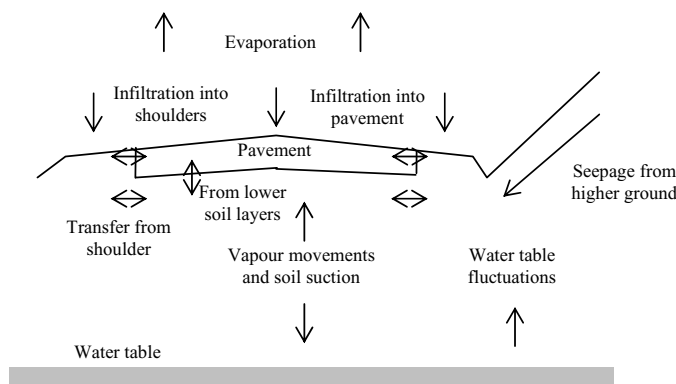 Evaporation
Infiltration into
shoulders
Infiltration into
pavement
Pavement
Seepage from
higher ground
From lower
soil layers
Transfer from
shoulder
Vapour movements
and soil suction
Water table
fluctuations
Water table